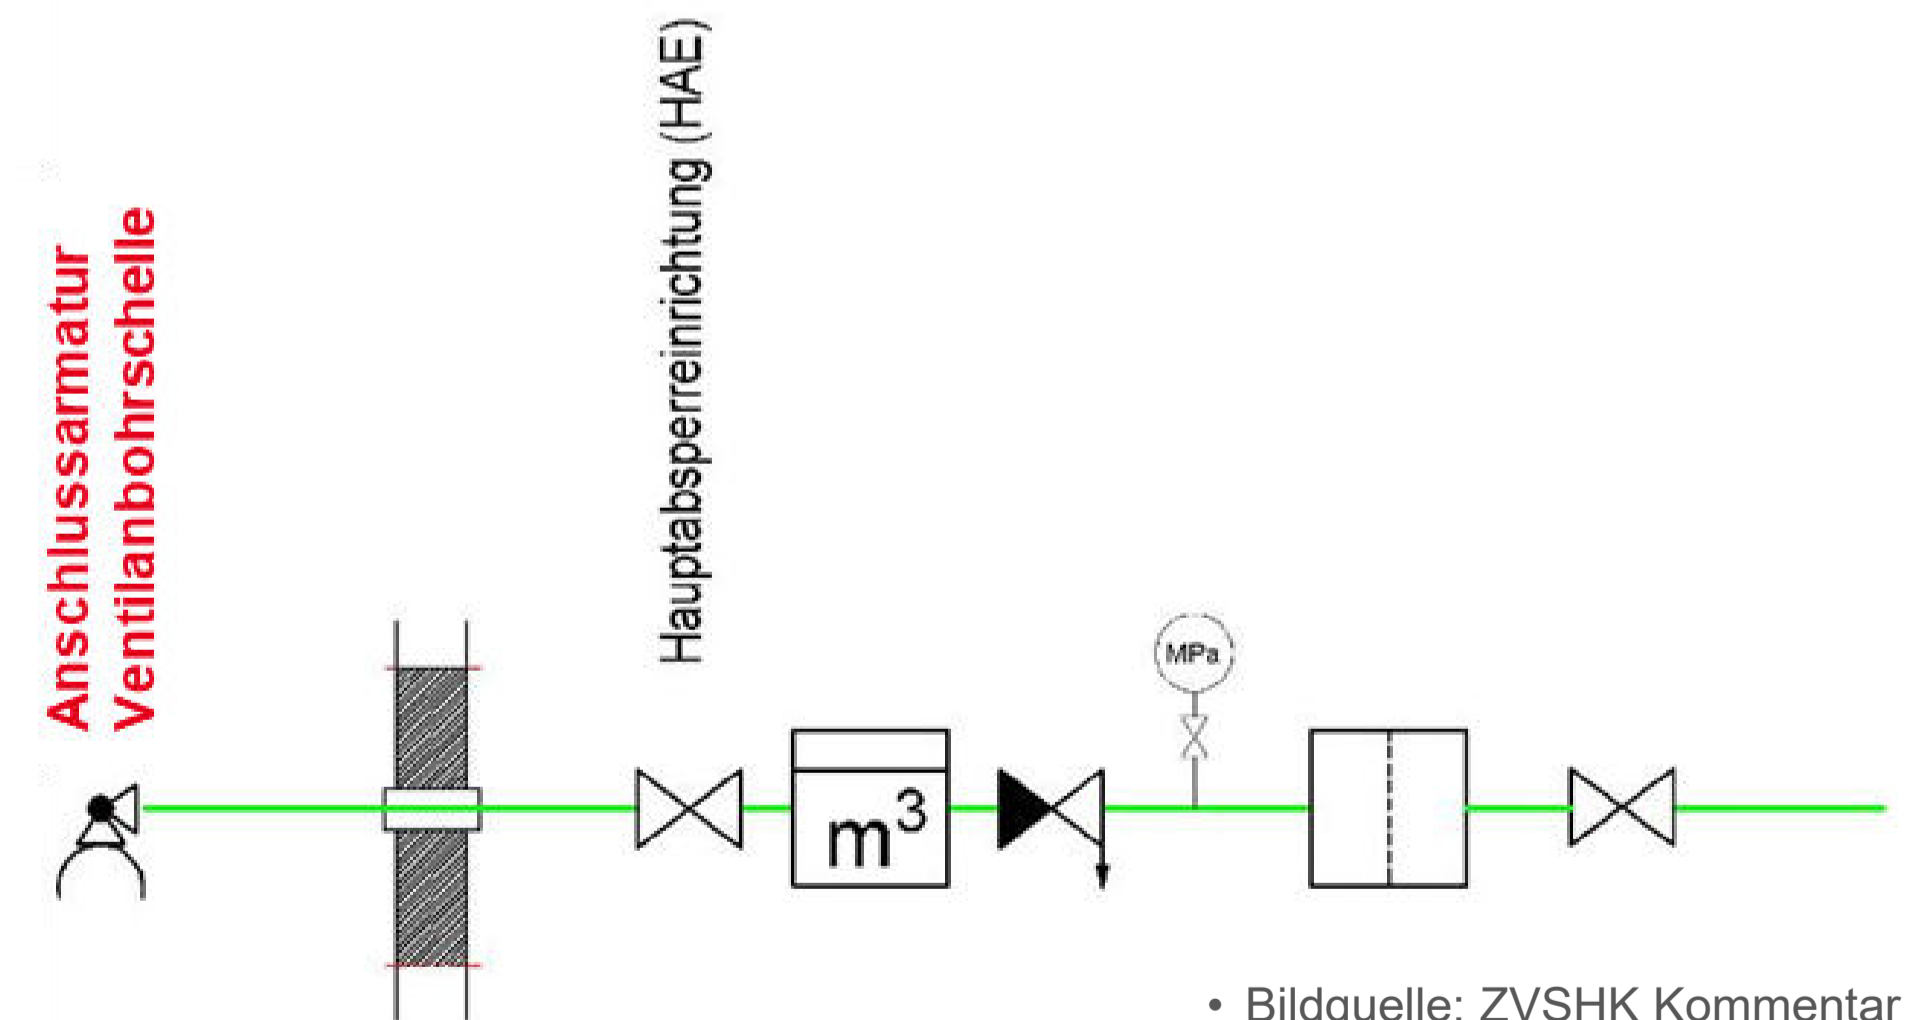 Anschlussarmatur
Ventilanbohrschelle
Hauptabsperreinrichtung (HAE)
MPa
m³
• Bildquelle: ZVSHK Kommentar